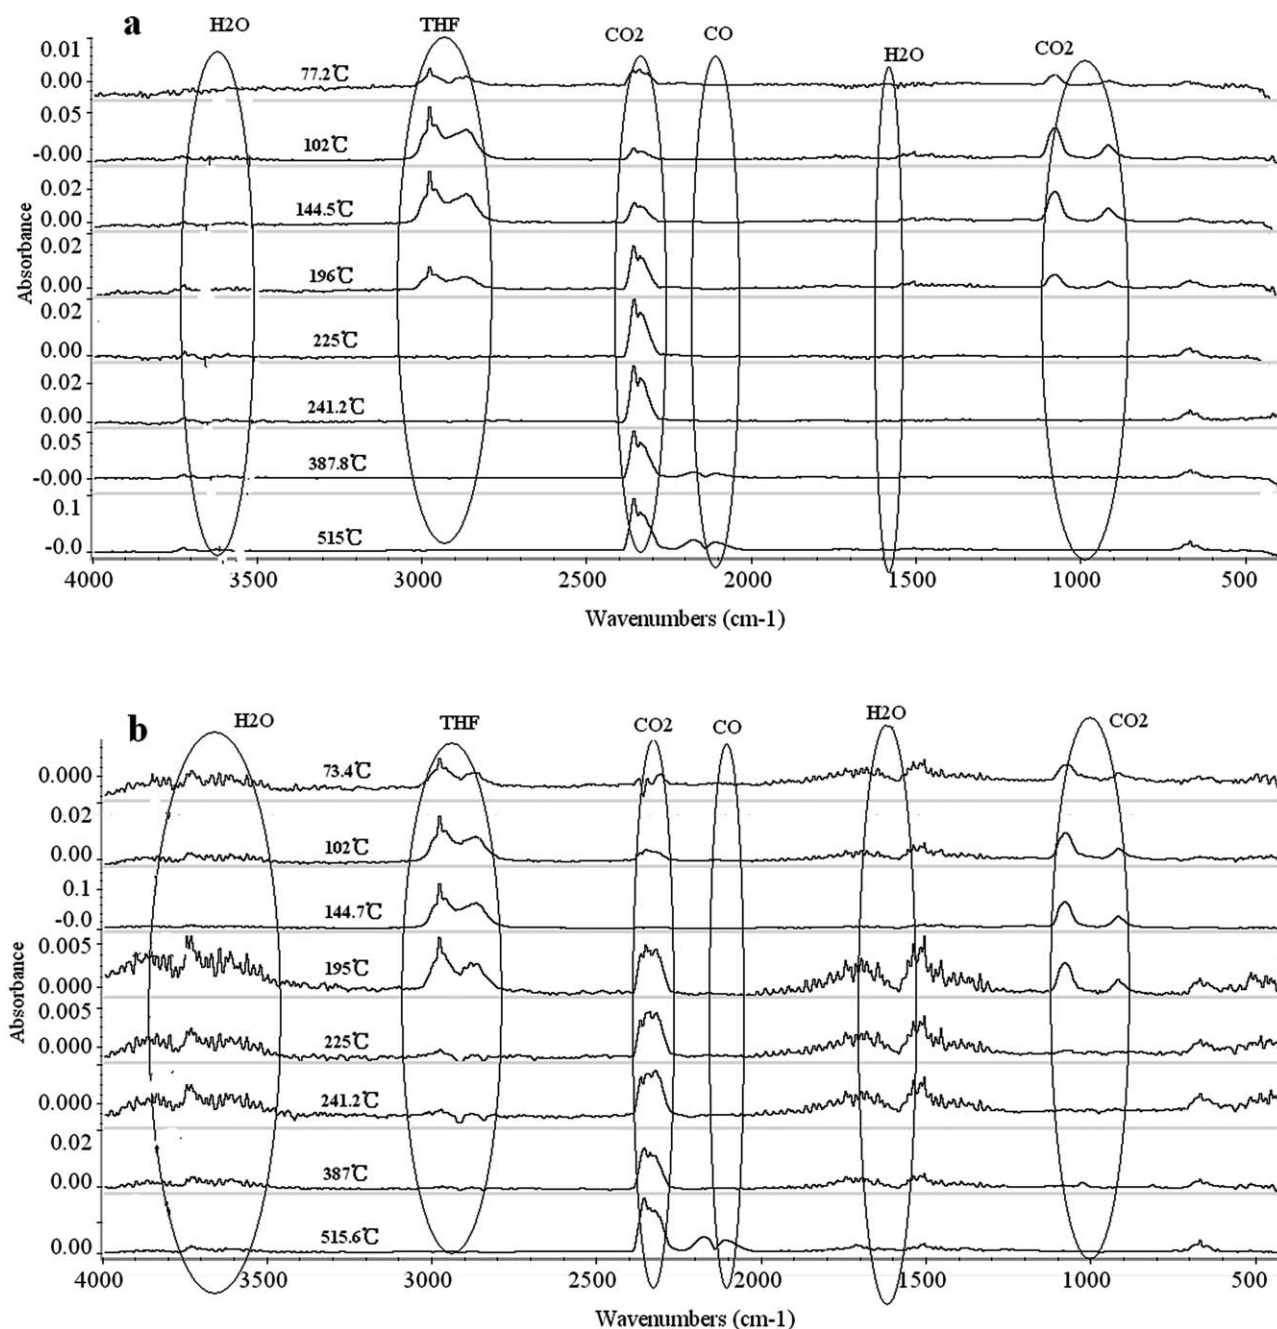 a
H2O
THF
CO2
CO
H2O
CO2
0.01
0.00
77.2℃
0.05
-0.00
102℃
0.02
0.00
144.5℃
0.02
0.00
196℃
0.02
0.00
225℃
0.02
0.00
241.2℃
0.05
-0.00
387.8℃
0.1
-0.0
515℃
Absorbance
4000 3500 3000 2500 2000 1500 1000 500
Wavenumbers (cm-1)
b
H2O
THF
CO2
CO
H2O
CO2
0.000
73.4℃
0.02
0.00
102℃
0.1
-0.0
144.7℃
0.005
0.000
195℃
0.005
0.000
225℃
0.000
241.2℃
0.02
0.00
387℃
0.00
515.6℃
Absorbance
4000 3500 3000 2500 2000 1500 1000 500
Wavenumbers (cm-1)